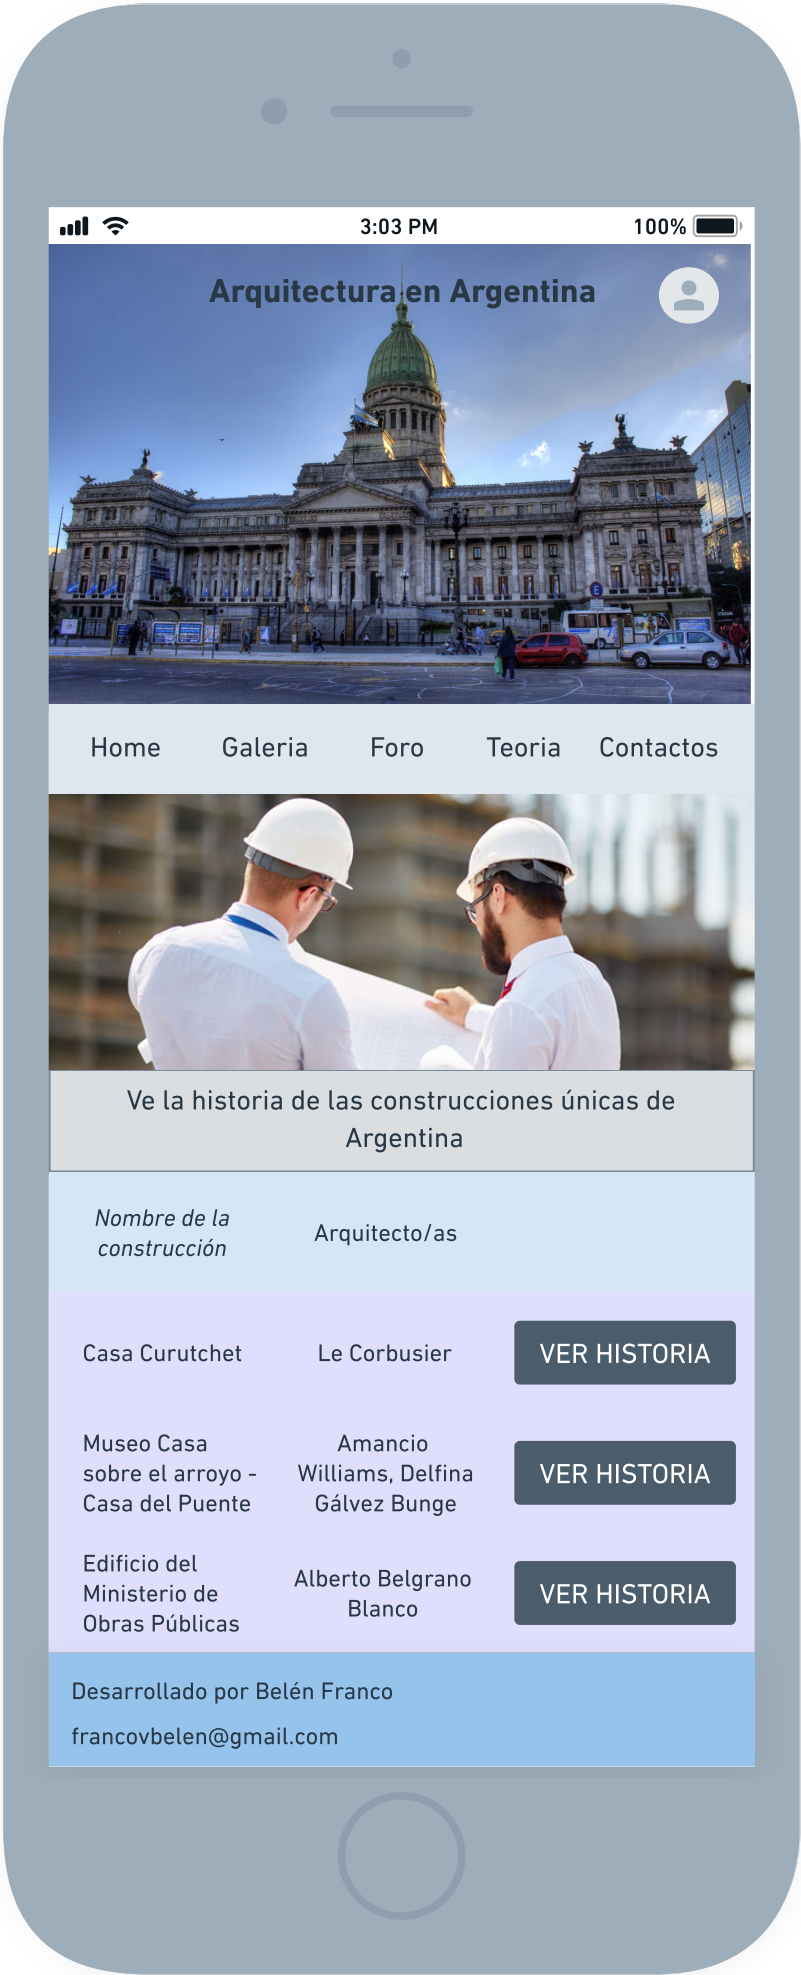 3:03 PM
100%
Arquitectura en Argentina
Home Galeria Foro Teoria Contactos
Ve la historia de las construcciones únicas de
Argentina
Nombre de la
construcción
Arquitecto/as
Casa Curutchet
Le Corbusier
VER HISTORIA
Museo Casa
sobre el arroyo -
Casa del Puente
Amancio
Williams, Delfina
Gálvez Bunge
VER HISTORIA
Edificio del
Ministerio de
Obras Públicas
Alberto Belgrano
Blanco
VER HISTORIA
Desarrollado por Belén Franco
francovbelen@gmail.com